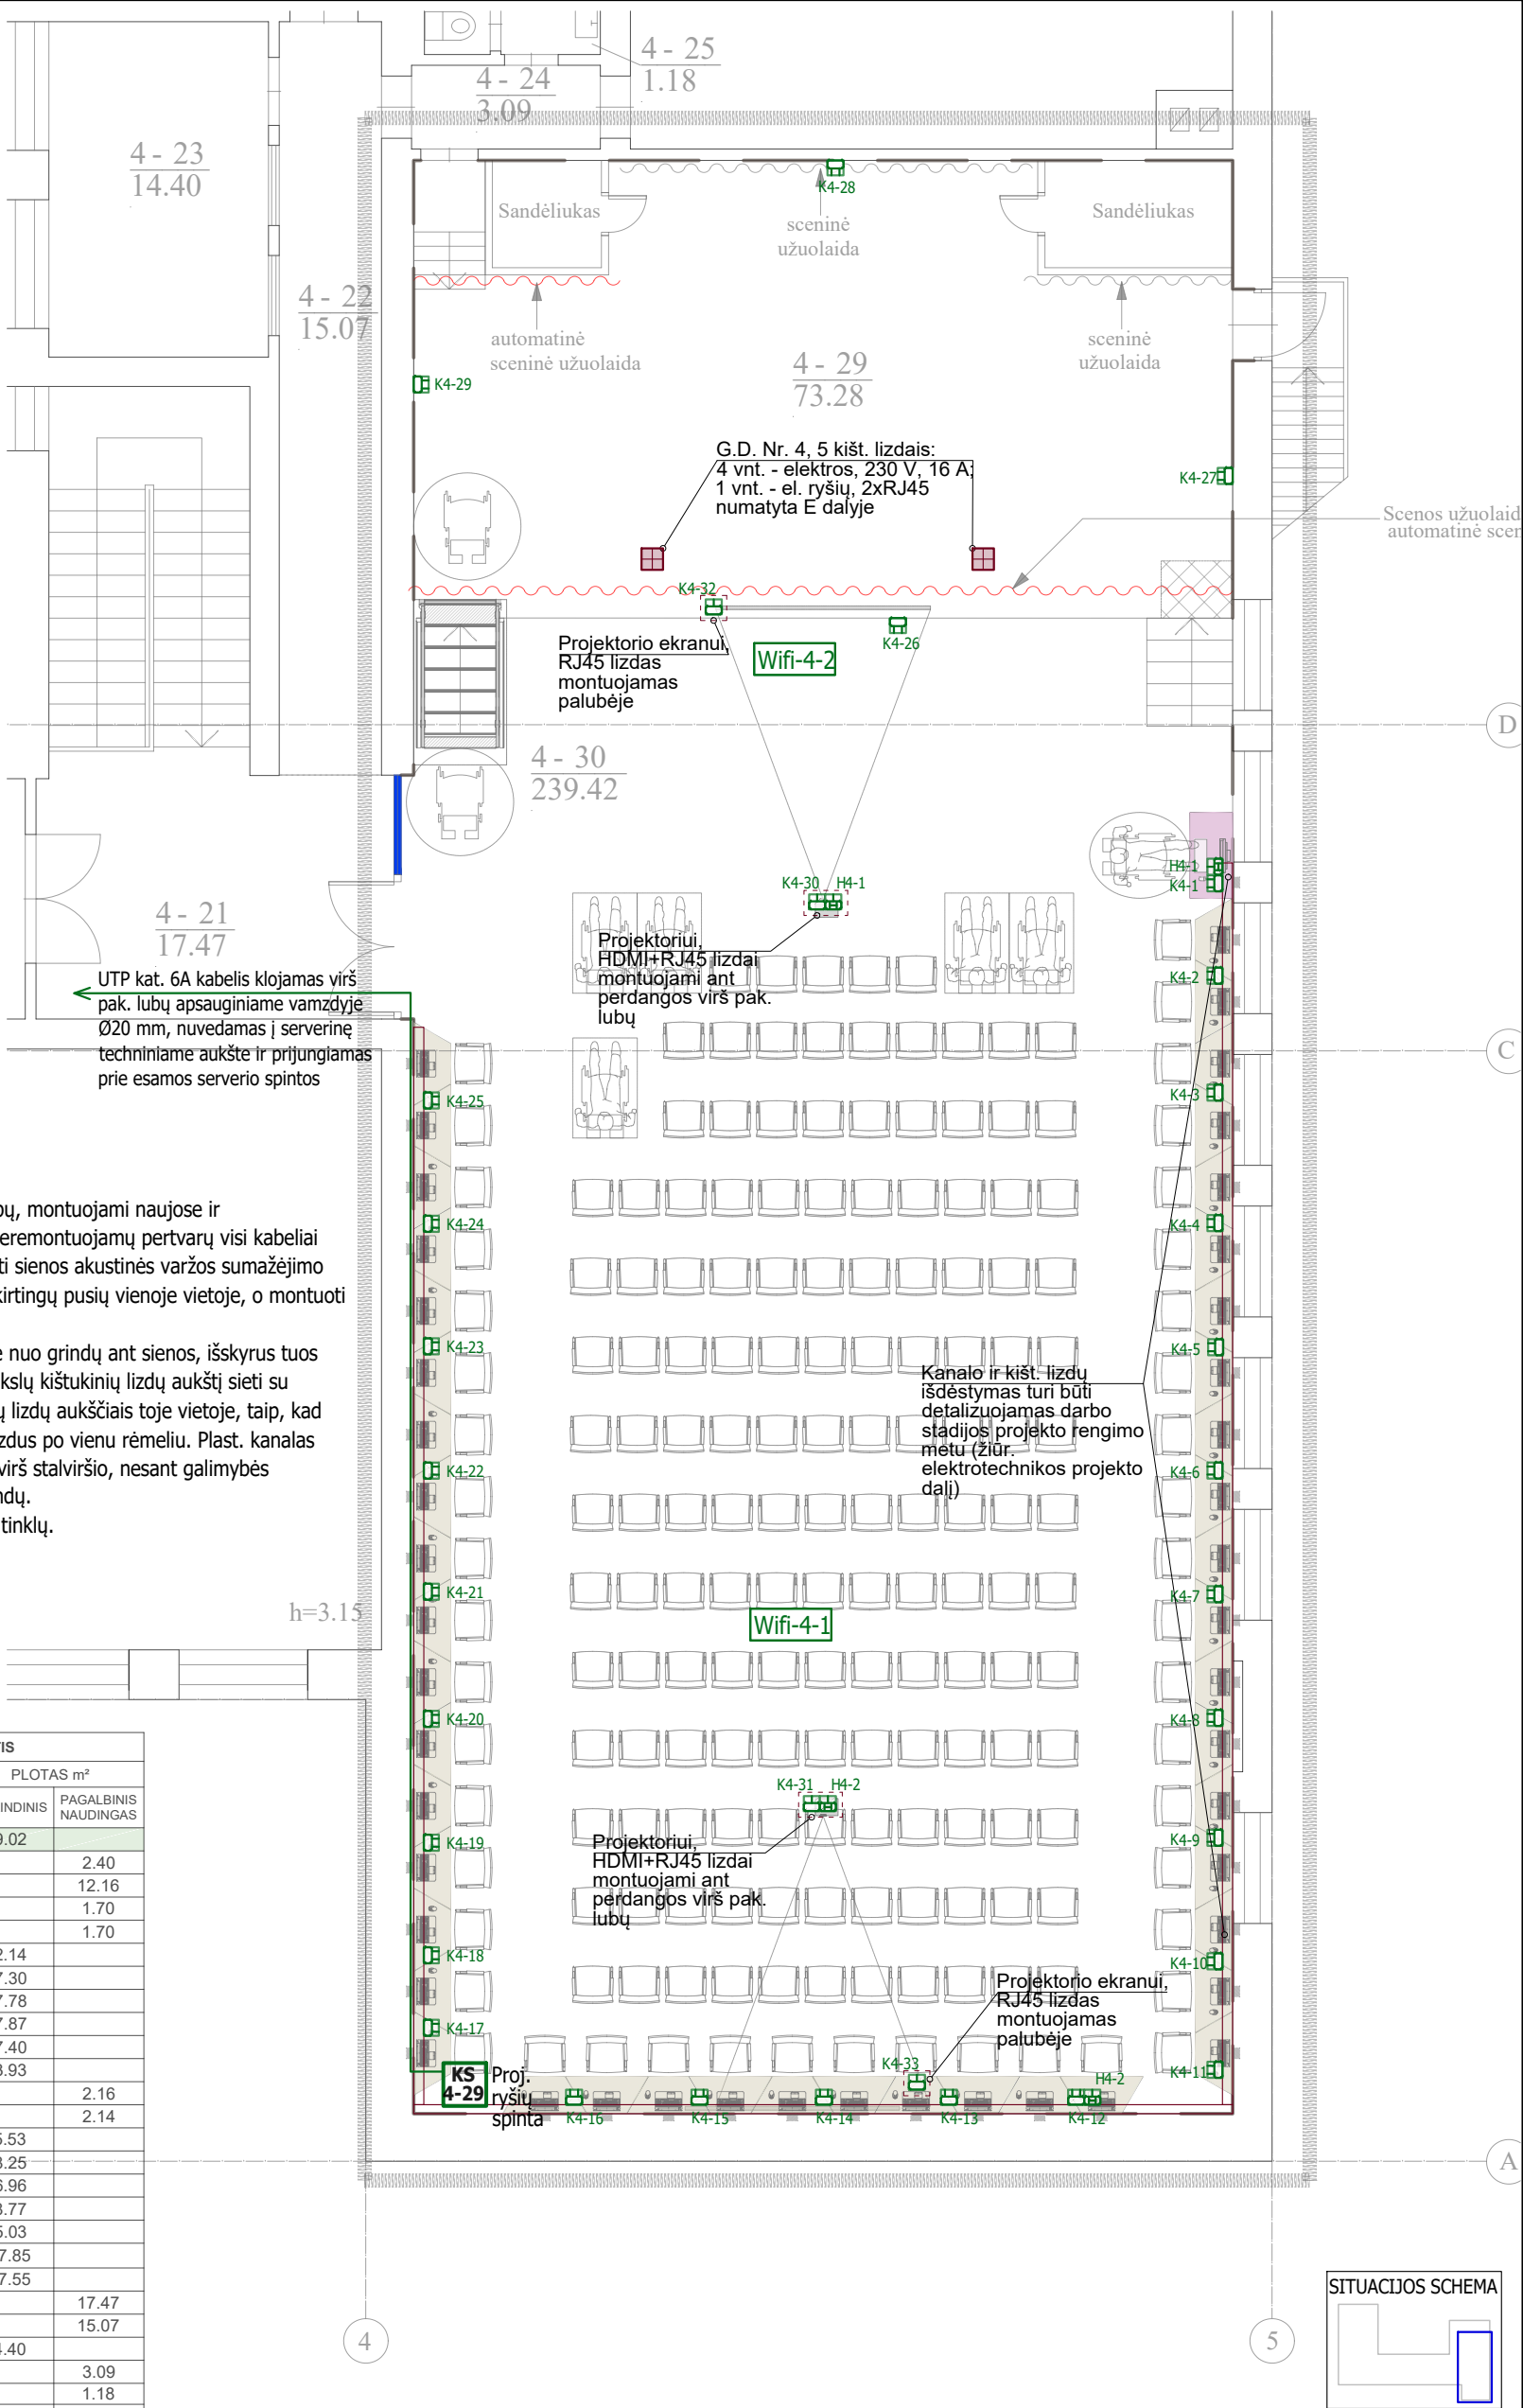 4 - 25
1.18
4 - 24
3.09
4 - 23
14.40
K4-28
Sandėliukas
sceninė
užuolaida
Sandėliukas
4 - 22
15.07
automatinė
sceninė užuolaida
sceninė
užuolaida
4 - 29
73.28
K4-29
G.D. Nr. 4, 5 kišt. lizdais:
4 vnt. - elektros, 230 V, 16 A;
1 vnt. - el. ryšių, 2xRJ45
numatyta E dalyje
K4-27
Scenos užuolaid
automatinė scen
K4-32
K4-26
Projektorio ekranui,
RJ45 lizdas
montuojamas
palubėje
Wifi-4-2
D
4 - 30
239.42
H4-1
K4-1
K4-30
H4-1
4 - 21
17.47
Projektoriui,
HDMI+RJ45 lizdai
montuojami ant
perdangos virš pak.
lubų
UTP kat. 6A kabelis klojamas virš
pak. lubų apsauginiame vamzdyje
Ø20 mm, nuvedamas į serverinę
techniniame aukšte ir prijungiamas
prie esamos serverio spintos
K4-2
C
K4-3
K4-25
K4-24
K4-4
montuojami naujose ir
pertvarų visi kabeliai
sienos akustinės varžos sumažėjimo
pusių vienoje vietoje, o montuoti
nuo grindų ant sienos, išskyrus tuos
kištukinių lizdų aukštį sieti su
lizdų aukščiais toje vietoje, taip, kad
po vienu rėmeliu. Plast. kanalas
virš stalviršio, nesant galimybės
tinklų.
K4-23
K4-5
Kanalo ir kišt. lizdų
išdėstymas turi būti
detalizuojamas darbo
stadijos projekto rengimo
metu (žiūr.
elektrotechnikos projekto
dalį)
K4-22
K4-6
K4-21
K4-7
h=3.15
Wifi-4-1
K4-20
K4-8
PLOTAS m²
PAGALBINIS
NAUDINGAS
2.40
12.16
1.70
1.70
2.16
2.14
17.47
15.07
3.09
1.18
K4-31
H4-2
Projektoriui,
HDMI+RJ45 lizdai
montuojami ant
perdangos virš pak.
lubų
K4-19
K4-9
K4-18
K4-10
Projektorio ekranui,
RJ45 lizdas
montuojamas
palubėje
K4-17
K4-33
K4-11
KS
4-29
Proj.
ryšių
spinta
H4-2
K4-16
K4-15
K4-14
K4-13
K4-12
A
4
5
SITUACIJOS SCHEMA